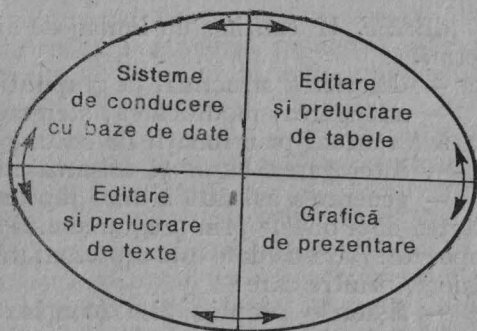 Sisteme
de conducere
cu baze de date
Editare
și prelucrare
de tabele
Editare
și prelucrare
de texte
Grafică
de prezentare